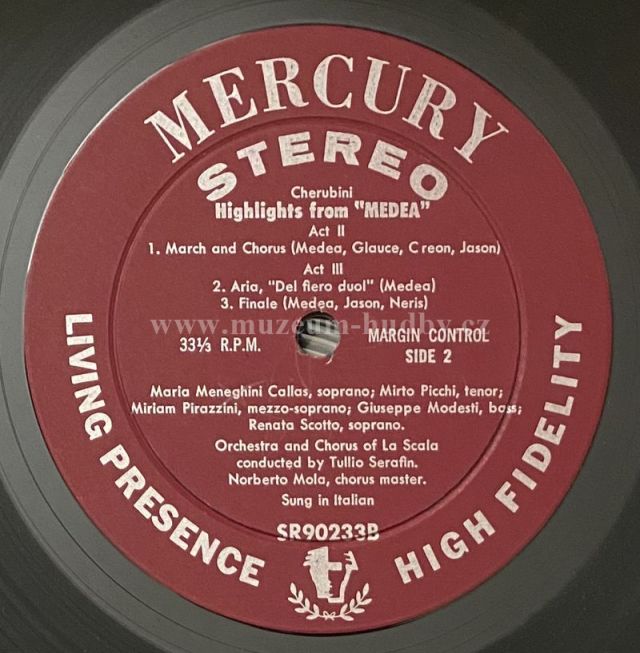 MERCURY
STEREO
Cherubini
Highlights from "MEDEA"
Act II
1. March and Chorus (Medea, Glauce, Creon, Jason)
Act III
2. Aria, "Del fiero duol" (Medea)
3. Finale (Medea, Jason, Neris)
www.muzeum-hudby.cz
33⅓ R.P.M.
MARGIN CONTROL
SIDE 2
Maria Meneghini Callas, soprano; Mirto Picchi, tenor;
Miriam Pirazzini, mezzo-soprano; Giuseppe Modesti, bass;
Renata Scotto, soprano.
Orchestra and Chorus of La Scala
conducted by Tullio Serafin.
Norberto Mola, chorus master.
Sung in Italian
SR90233B
LIVING PRESENCE
HIGH FIDELITY